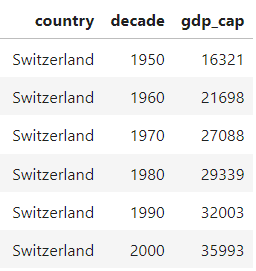 country decade gdp_cap
Switzerland 1950 16321
Switzerland 1960 21698
Switzerland 1970 27088
Switzerland 1980 29339
Switzerland 1990 32003
Switzerland 2000 35993